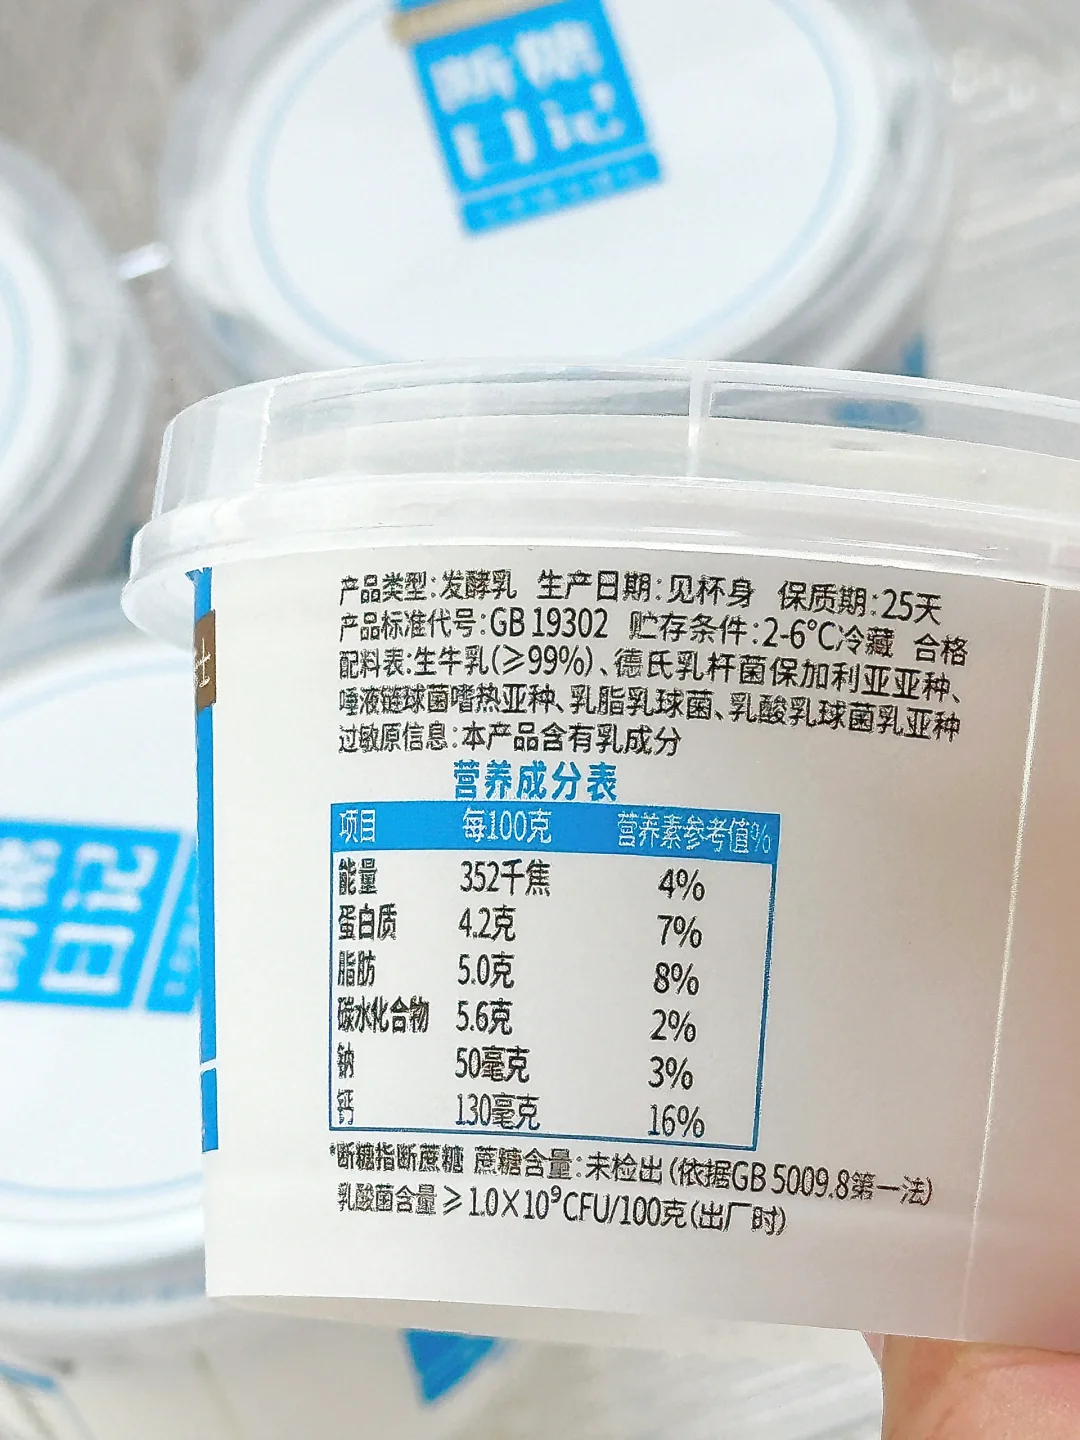 断糖
日记
日记
士
产品类型:发酵乳 生产日期:见杯身 保质期:25天
产品标准代号:GB 19302 贮存条件:2-6℃冷藏 合格
配料表:生牛乳(≥99%)、德氏乳杆菌保加利亚亚种、
唾液链球菌嗜热亚种、乳脂乳球菌、乳酸乳球菌乳亚种
过敏原信息:本产品含有乳成分
营养成分表
项目 每100克 营养素参考值%
能量 352千焦 4%
蛋白质 4.2克 7%
脂肪 5.0克 8%
碳水化合物 5.6克 2%
钠 50毫克 3%
钙 130毫克 16%
*断糖指断蔗糖 蔗糖含量:未检出(依据GB 5009.8第一法)
乳酸菌含量≥1.0X10⁹CFU/100克(出厂时)